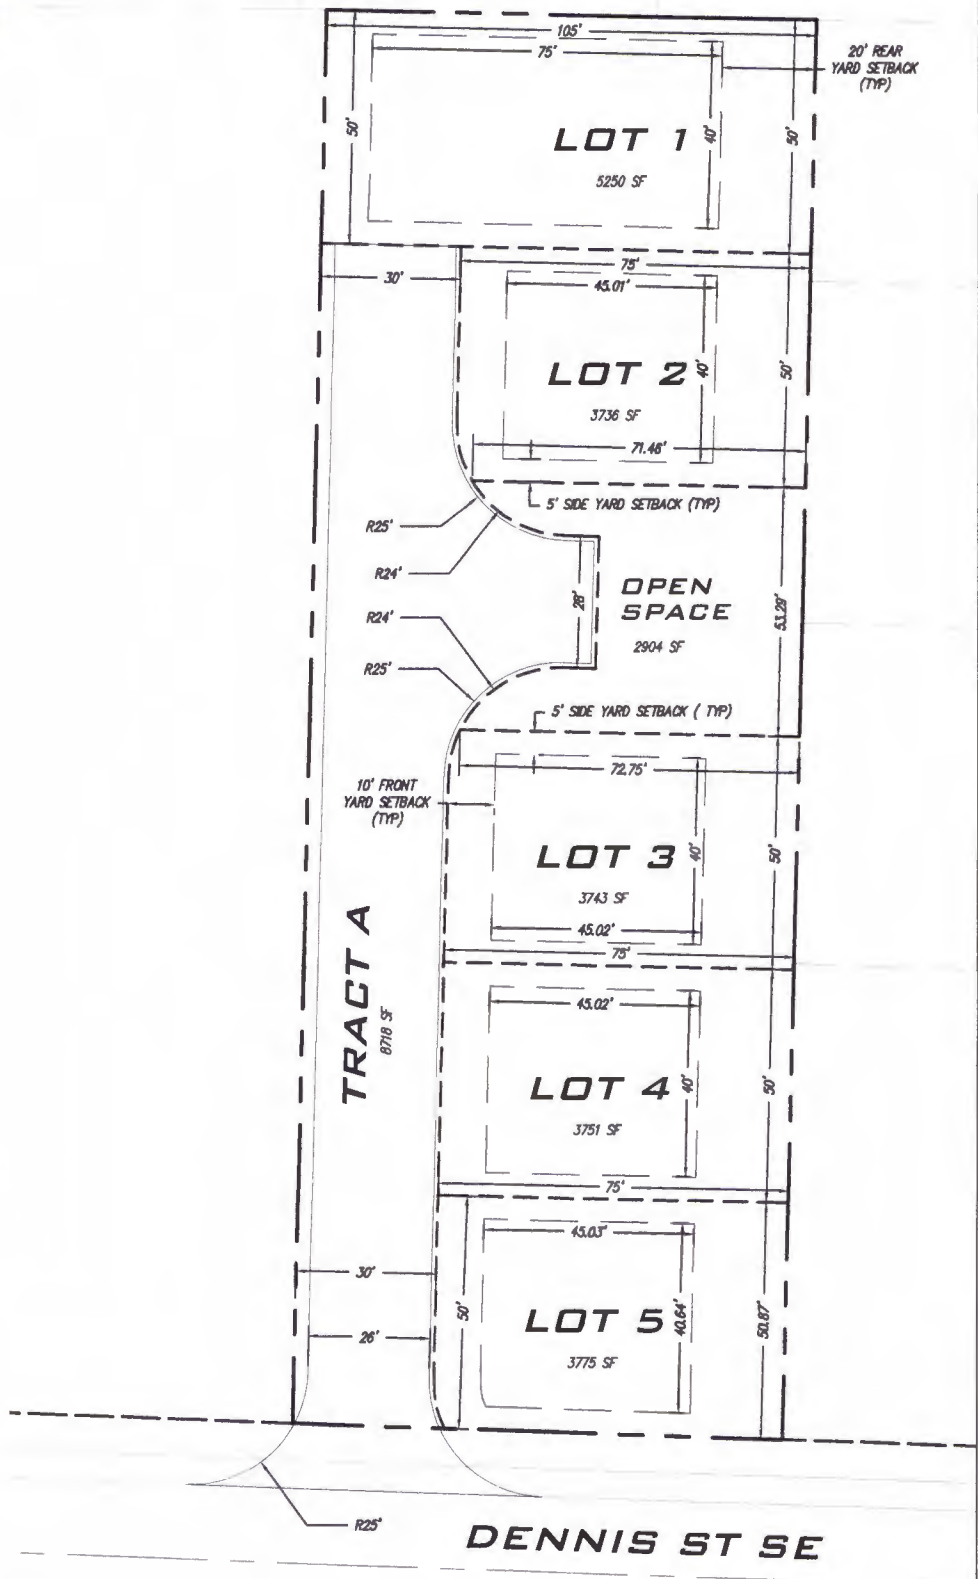 105'
75'
20' REAR
YARD SETBACK
(TYP)
50'
LOT 1
40'
50'
5250 SF
30'
75'
45.01'
LOT 2
40'
50'
3736 SF
71.46'
5' SIDE YARD SETBACK (TYP)
R25'
R24'
28'
OPEN
SPACE
53.29'
R24'
2904 SF
R25'
5' SIDE YARD SETBACK ( TYP)
72.75'
10' FRONT
YARD SETBACK
(TYP)
LOT 3
40'
50'
3743 SF
45.02'
75'
TRACT A
8718 SF
45.02'
LOT 4
40'
50'
3751 SF
75'
45.03'
30'
50'
LOT 5
40.64'
50.87'
26'
3775 SF
R25'
DENNIS ST SE